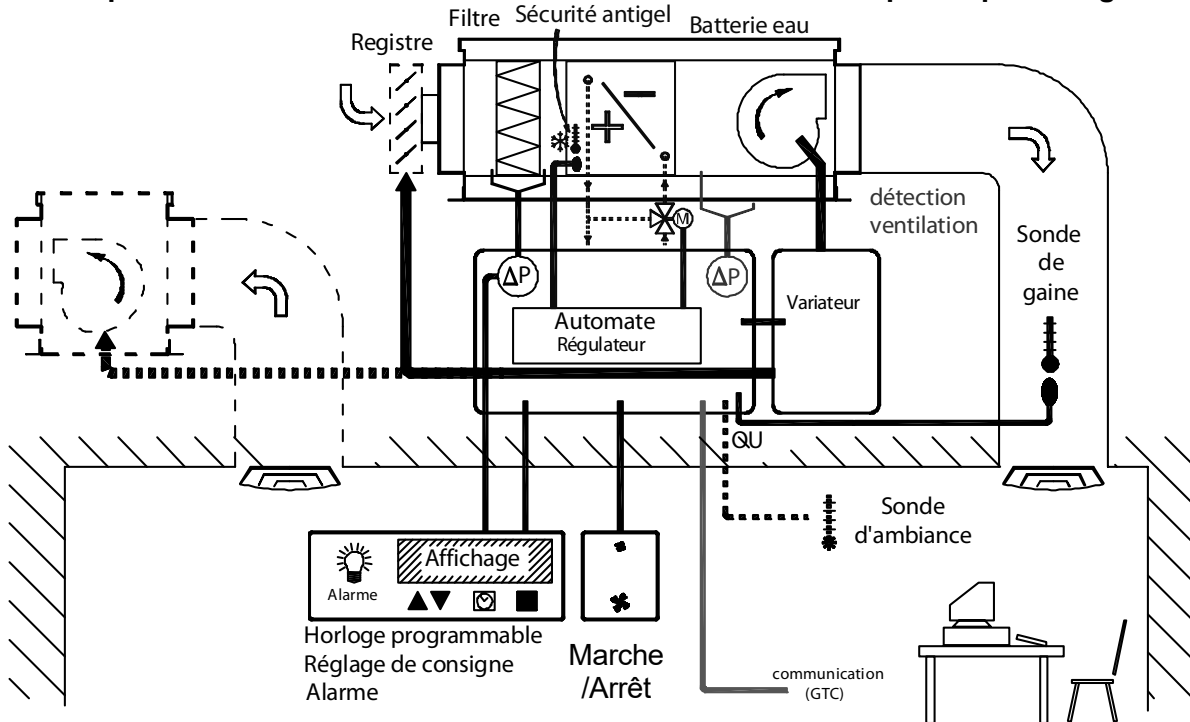 Filtre
Sécurité antigel
Batterie eau
Registre
détection
ventilation
Sonde
de
gaine
ΔP
ΔP
M
Variateur
Automate
Régulateur
QU
Sonde
d'ambiance
Affichage
Alarme
Horloge programmable
Réglage de consigne
Alarme
Marche
/Arrêt
communication
(GTC)